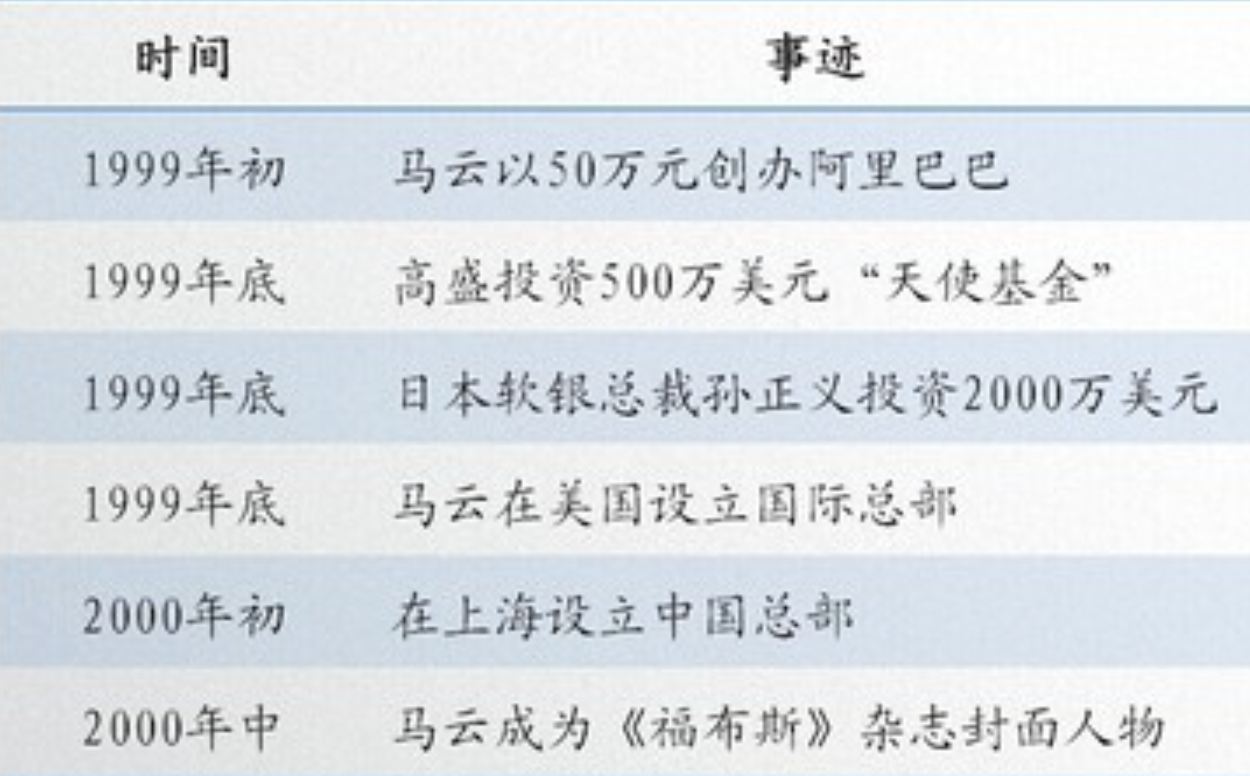 时间 事迹
1999年初 马云以50万元创办阿里巴巴
1999年底 高盛投资500万美元“天使基金”
1999年底 日本软银总裁孙正义投资2000万美元
1999年底 马云在美国设立国际总部
2000年初 在上海设立中国总部
2000年中 马云成为《福布斯》杂志封面人物